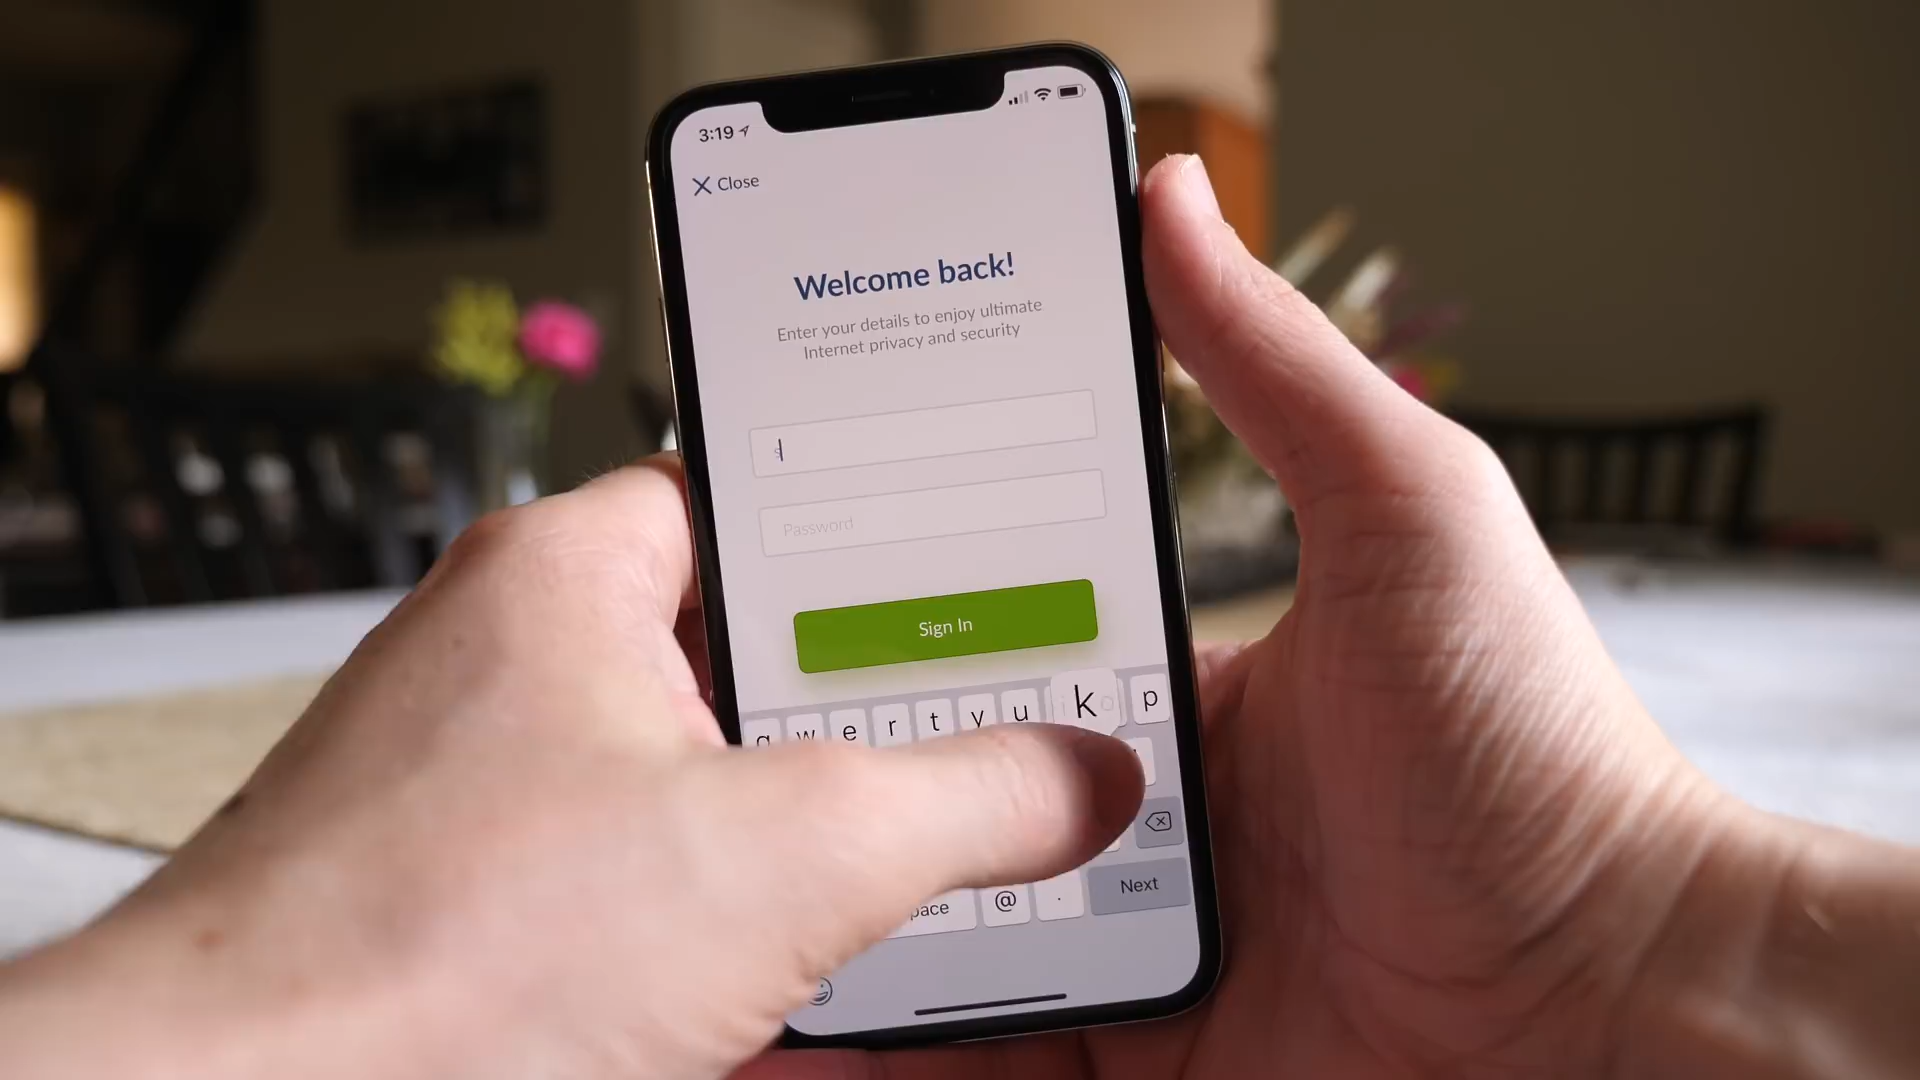 3:19
Close
Welcome back!
Enter your details to enjoy ultimate
Internet privacy and security
s
Password
Sign In
q w e r t y u k o p
pace @ . Next